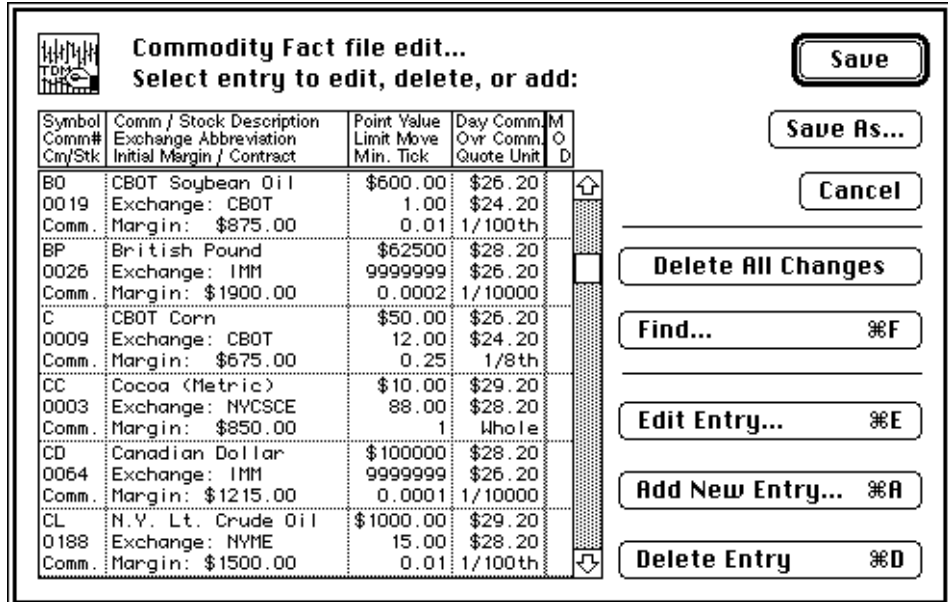 TDM
Commodity Fact file edit...
Select entry to edit, delete, or add:
Save
Save As...
Cancel
Delete All Changes
Find... ⌘F
Edit Entry... ⌘E
Add New Entry... ⌘A
Delete Entry ⌘D
Symbol Comm / Stock Description Point Value Day Comm. M
Comm# Exchange Abbreviation Limit Move Ovr Comm. O
Cm/Stk Initial Margin / Contract Min. Tick Quote Unit D
BO CBOT Soybean Oil $600.00 $26.20
0019 Exchange: CBOT 1.00 $24.20
Comm. Margin: $875.00 0.01 1/100th
BP British Pound $62500 $28.20
0026 Exchange: IMM 9999999 $26.20
Comm. Margin: $1900.00 0.0002 1/10000
C CBOT Corn $50.00 $26.20
0009 Exchange: CBOT 12.00 $24.20
Comm. Margin: $675.00 0.25 1/8th
CC Cocoa (Metric) $10.00 $29.20
0003 Exchange: NYCSCE 88.00 $28.20
Comm. Margin: $850.00 1 Whole
CD Canadian Dollar $100000 $28.20
0064 Exchange: IMM 9999999 $26.20
Comm. Margin: $1215.00 0.0001 1/10000
CL N.Y. Lt. Crude Oil $1000.00 $29.20
0188 Exchange: NYME 15.00 $28.20
Comm. Margin: $1500.00 0.01 1/100th